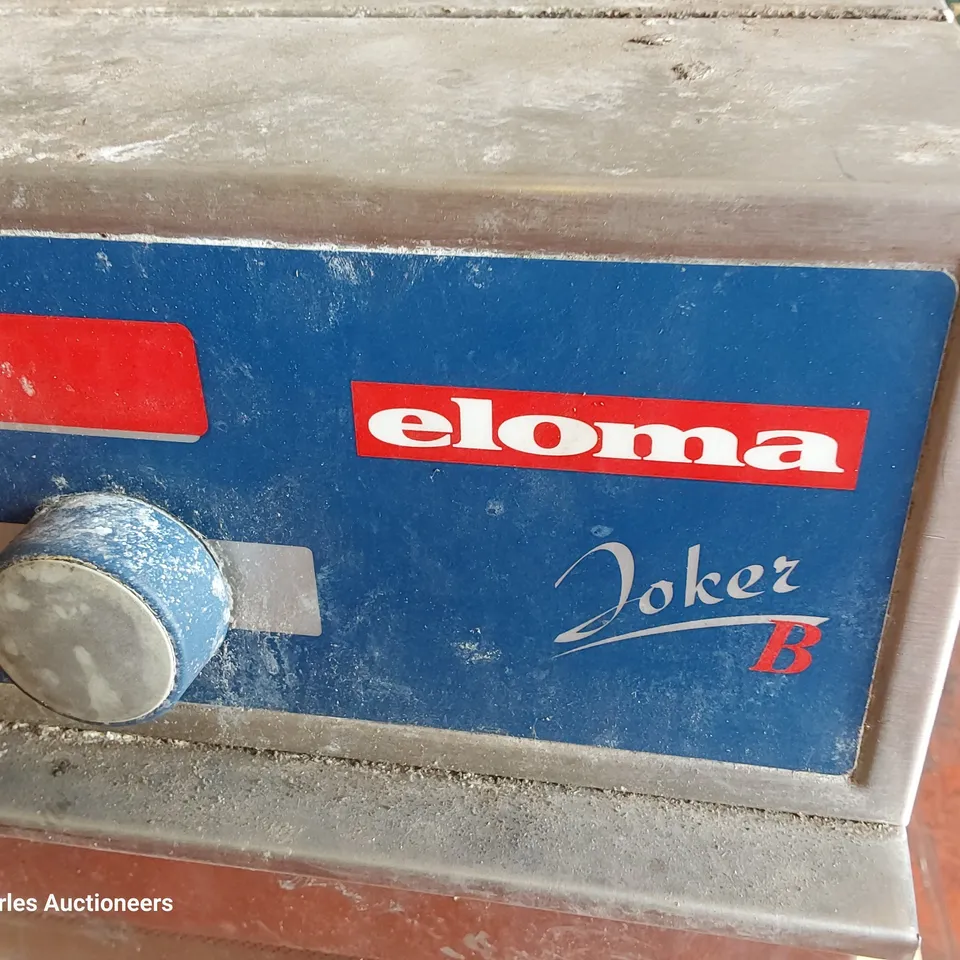 eloma
Joker
B
rles Auctioneers